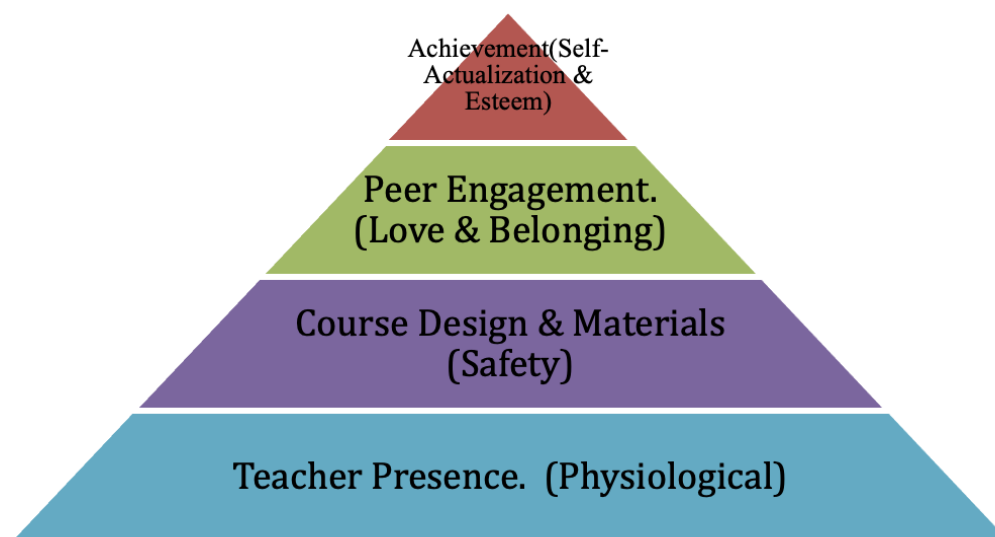 Achievement(Self-
Actualization &
Esteem)
Peer Engagement.
(Love & Belonging)
Course Design & Materials
(Safety)
Teacher Presence.  (Physiological)